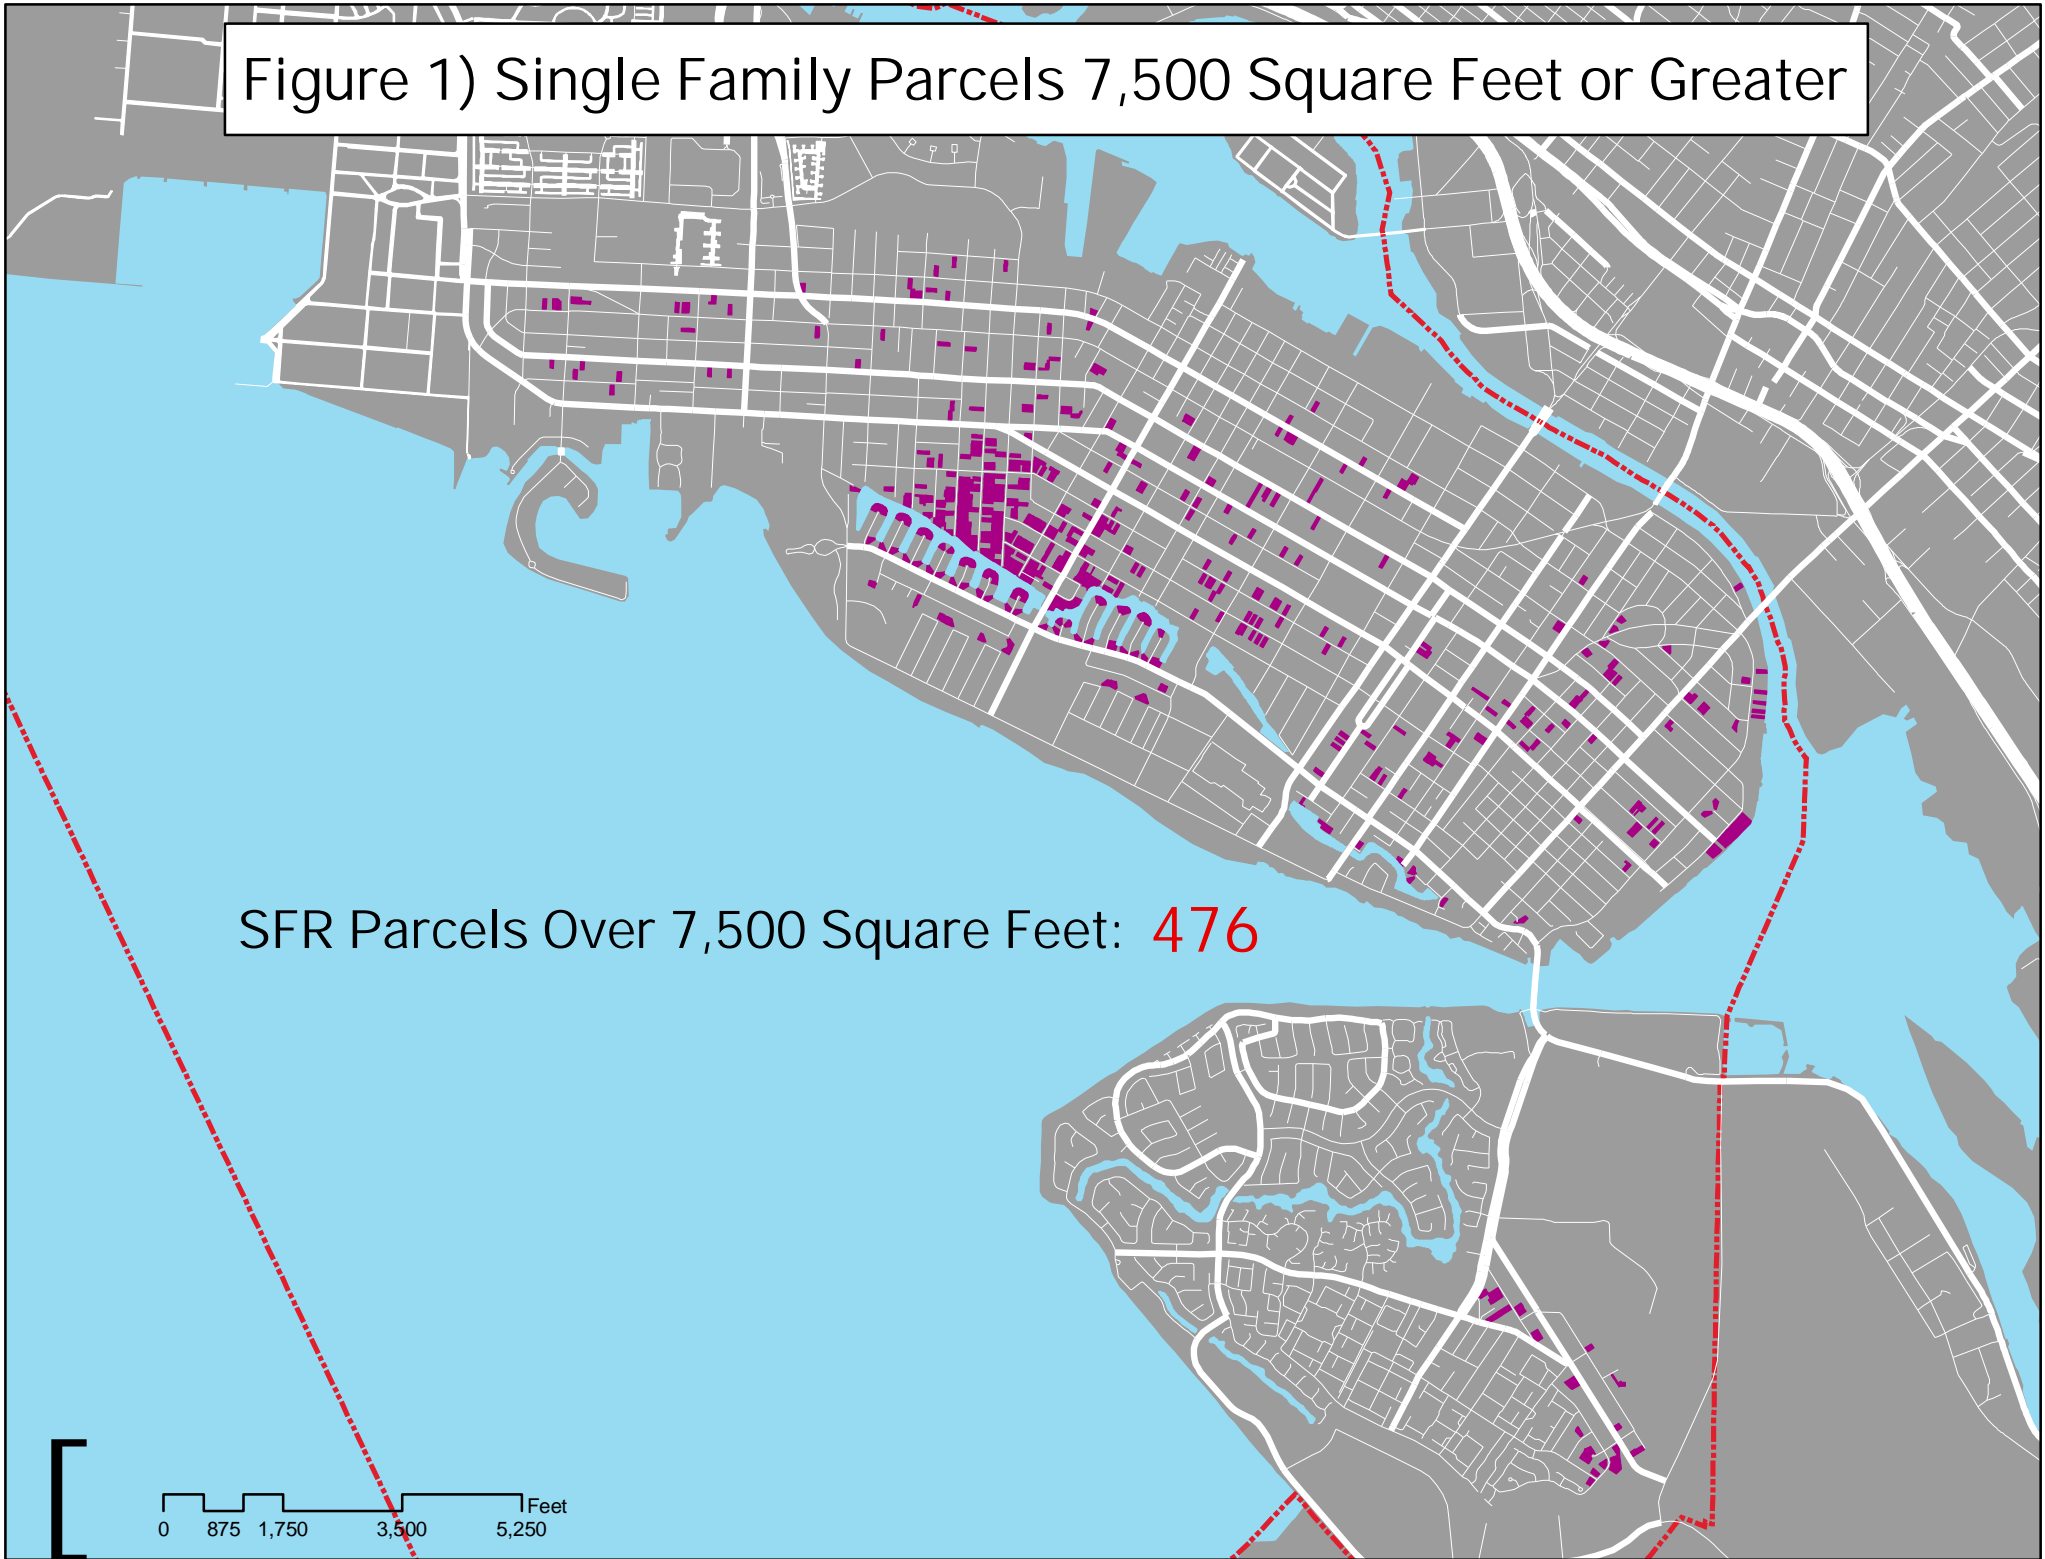 Figure 1) Single Family Parcels 7,500 Square Feet or Greater
SFR Parcels Over 7,500 Square Feet: 476
Feet
0 875 1,750 3,500 5,250